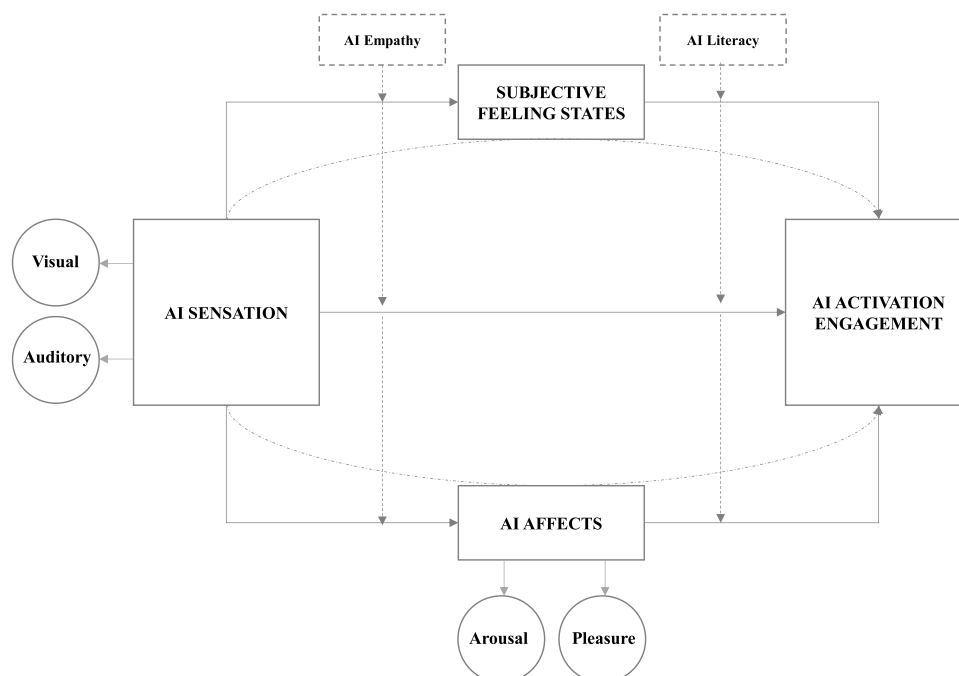 AI Empathy
AI Literacy
SUBJECTIVE
FEELING STATES
Visual
AI SENSATION
Auditory
AI ACTIVATION
ENGAGEMENT
AI AFFECTS
Arousal
Pleasure